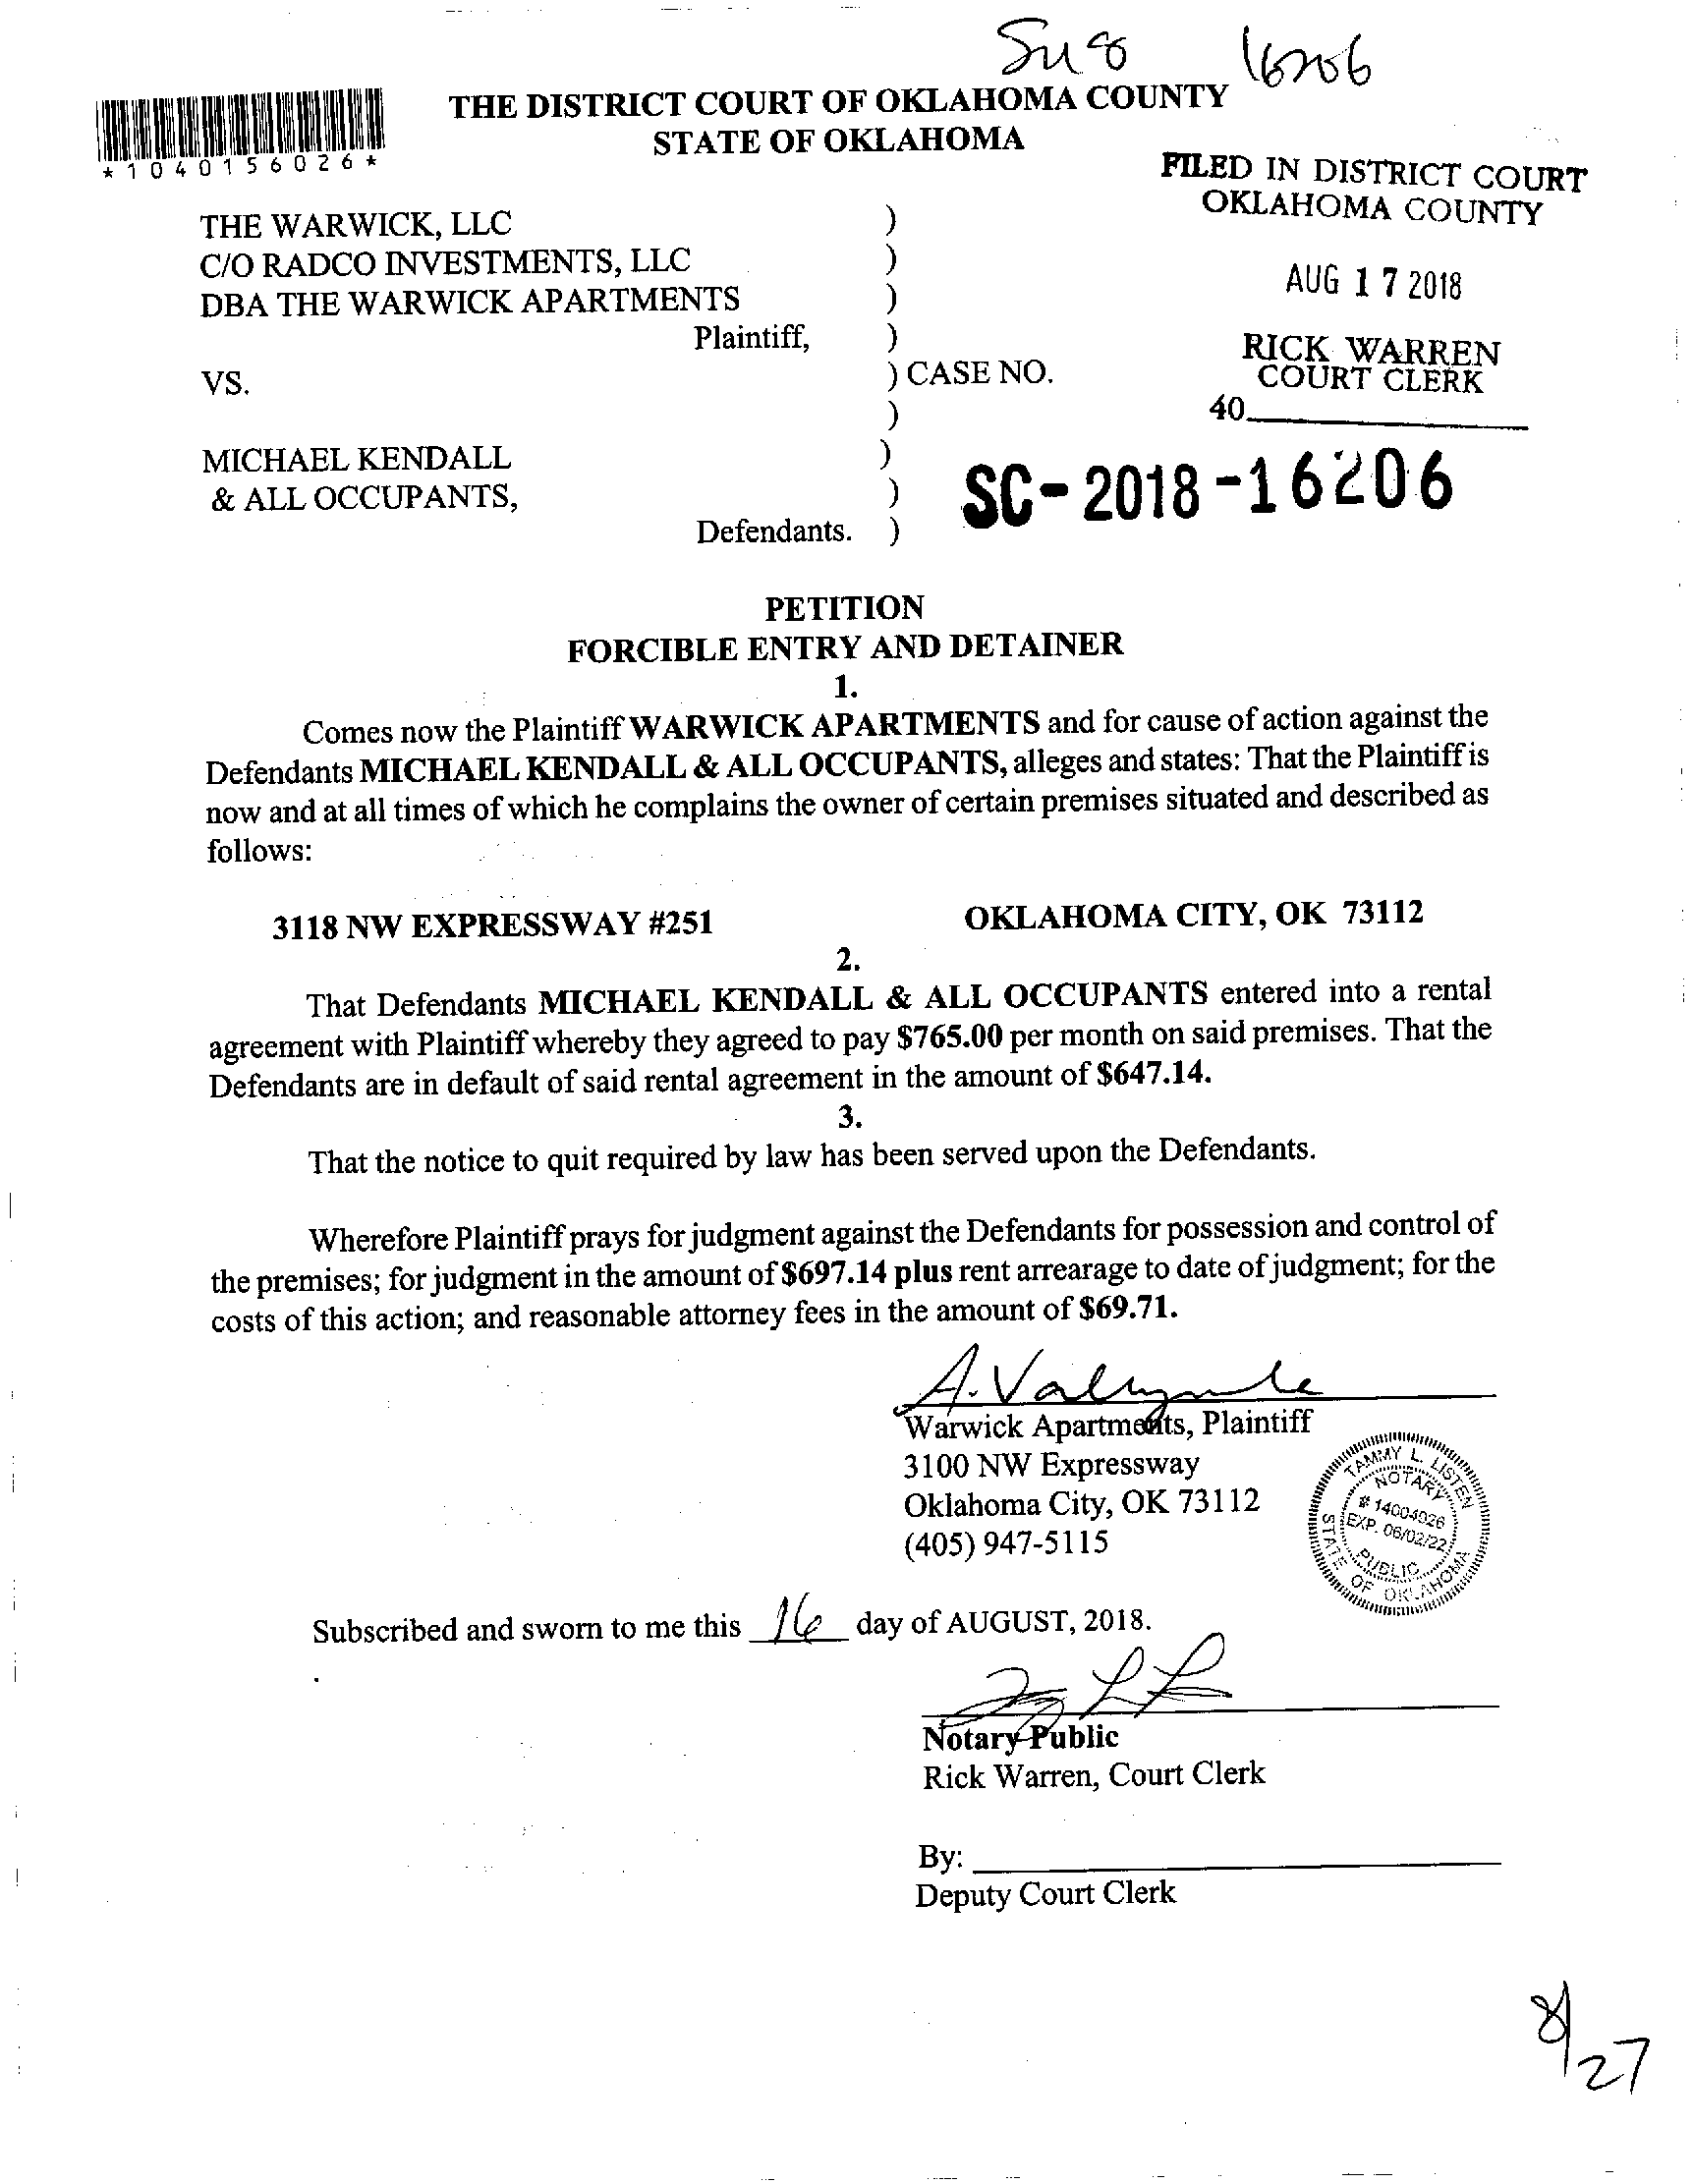 16206
THE DISTRICT COURT OF OKLAHOMA COUNTY
STATE OF OKLAHOMA
*1040156026*
FILED IN DISTRICT COURT
OKLAHOMA COUNTY
AUG 17 2018
RICK WARREN
COURT CLERK
40
THE WARWICK, LLC )
C/O RADCO INVESTMENTS, LLC )
DBA THE WARWICK APARTMENTS )
Plaintiff, )
VS. ) CASE NO.
)
MICHAEL KENDALL )
& ALL OCCUPANTS, )
Defendants. )
SC-2018-16206
PETITION
FORCIBLE ENTRY AND DETAINER
1.
Comes now the Plaintiff WARWICK APARTMENTS and for cause of action against the
Defendants MICHAEL KENDALL & ALL OCCUPANTS, alleges and states: That the Plaintiff is
now and at all times of which he complains the owner of certain premises situated and described as
follows:
3118 NW EXPRESSWAY #251 OKLAHOMA CITY, OK 73112
2.
That Defendants MICHAEL KENDALL & ALL OCCUPANTS entered into a rental
agreement with Plaintiff whereby they agreed to pay $765.00 per month on said premises. That the
Defendants are in default of said rental agreement in the amount of $647.14.
3.
That the notice to quit required by law has been served upon the Defendants.
Wherefore Plaintiff prays for judgment against the Defendants for possession and control of
the premises; for judgment in the amount of $697.14 plus rent arrearage to date of judgment; for the
costs of this action; and reasonable attorney fees in the amount of $69.71.
Warwick Apartments, Plaintiff
3100 NW Expressway
Oklahoma City, OK 73112
(405) 947-5115
TAMMY L. LISTEN
NOTARY
# 14004026
EXP. 06/02/22
PUBLIC
STATE OF OKLAHOMA
Subscribed and sworn to me this 16 day of AUGUST, 2018.
Notary Public
Rick Warren, Court Clerk
By:
Deputy Court Clerk
8/27